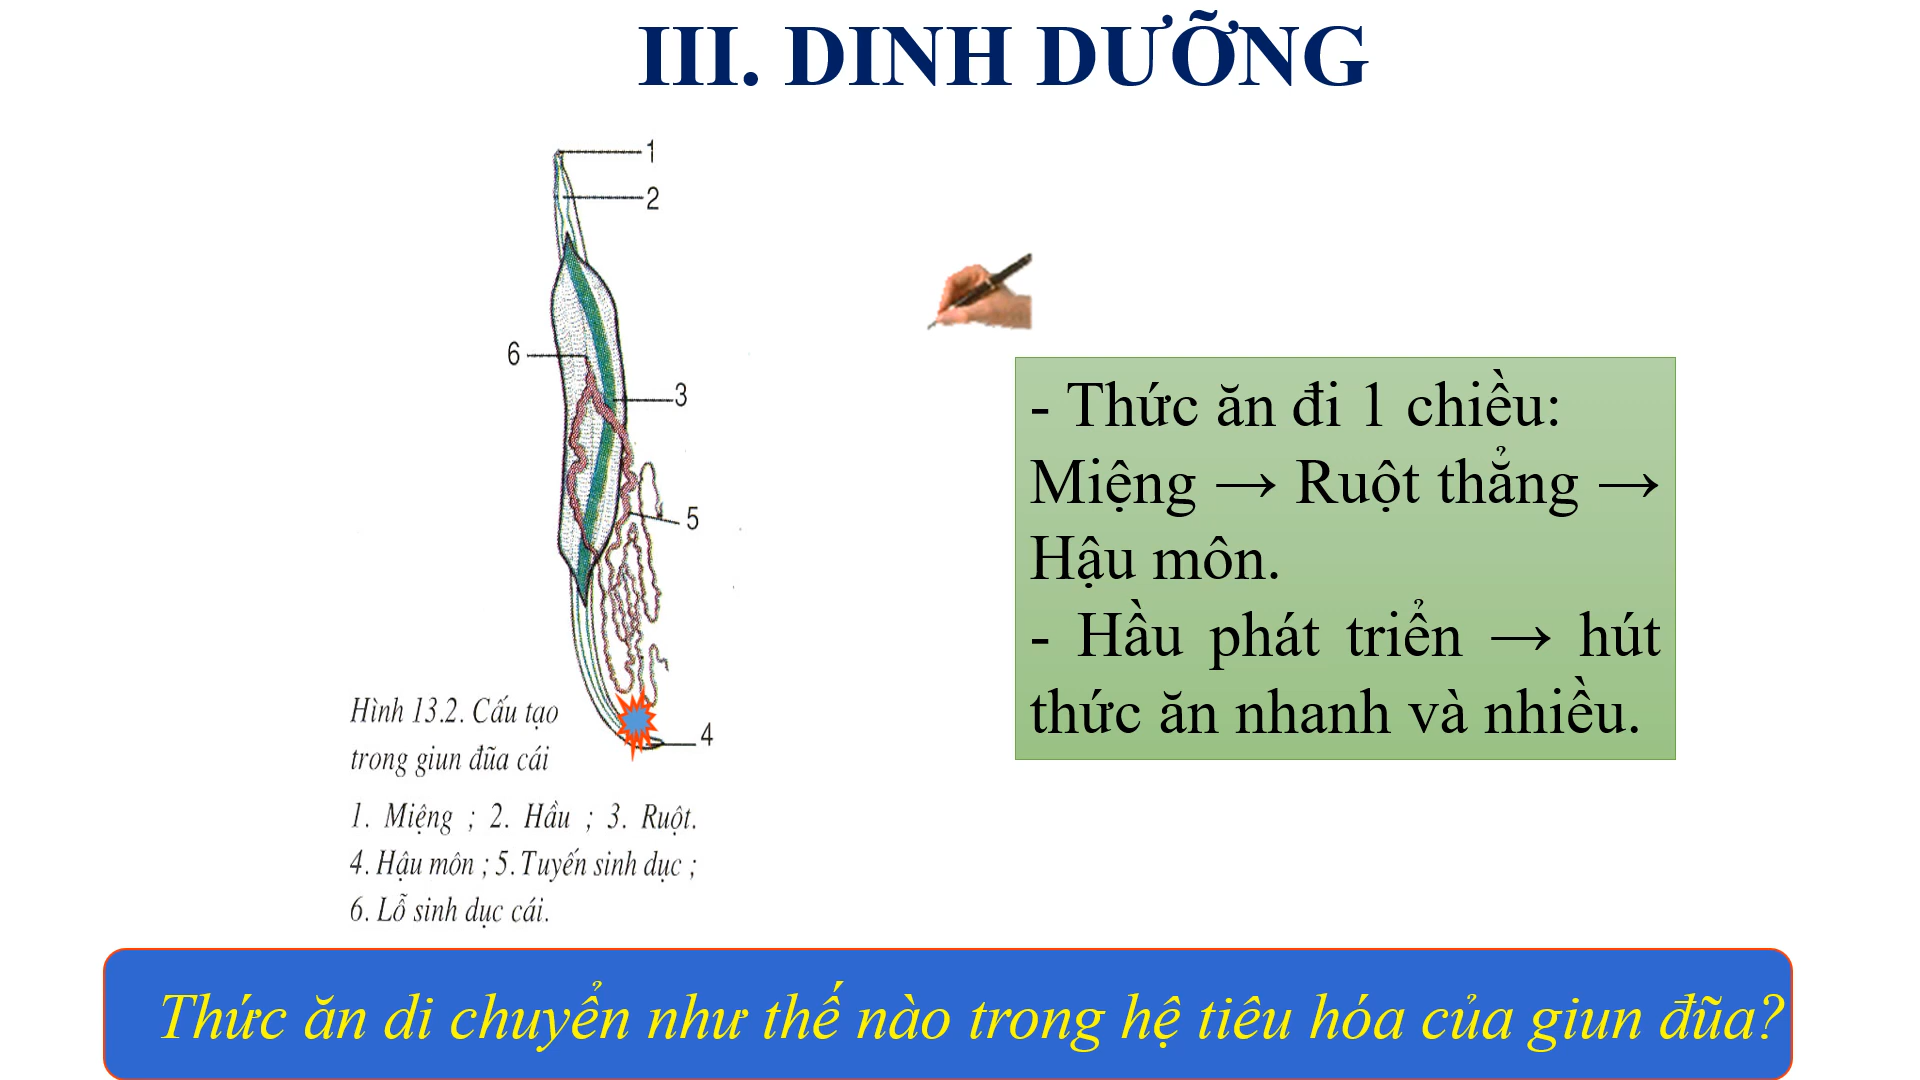 III. DINH DƯỠNG
1
2
6
3
5
4
Hình 13.2. Cấu tạo
trong giun đũa cái
1. Miệng ; 2. Hầu ; 3. Ruột.
4. Hậu môn ; 5. Tuyến sinh dục ;
6. Lỗ sinh dục cái.
- Thức ăn đi 1 chiều:
Miệng → Ruột thẳng →
Hậu môn.
- Hầu phát triển → hút
thức ăn nhanh và nhiều.
Thức ăn di chuyển như thế nào trong hệ tiêu hóa của giun đũa?